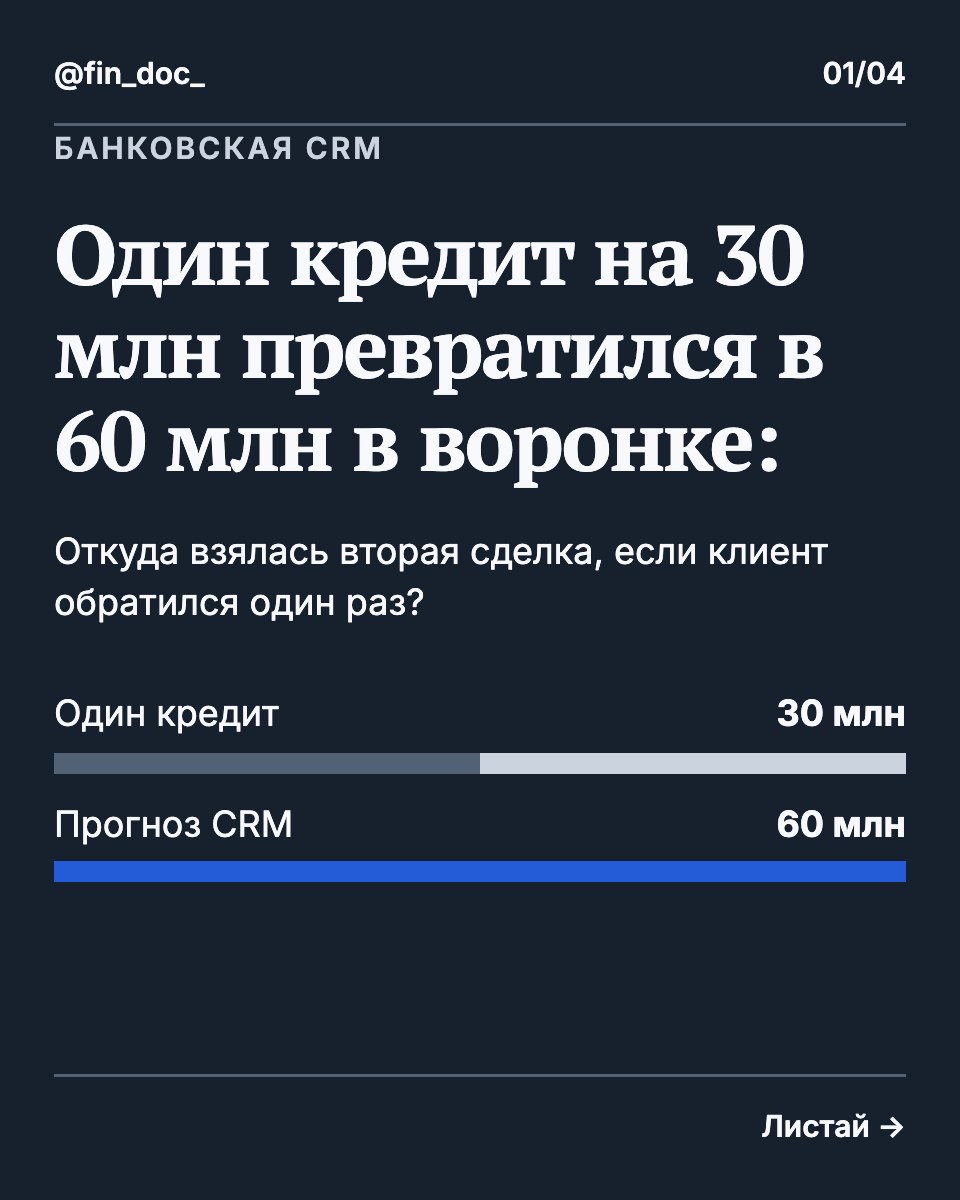 @fin_doc_
01/04
БАНКОВСКАЯ CRM
Один кредит на 30
млн превратился в
60 млн в воронке:
Откуда взялась вторая сделка, если клиент
обратился один раз?
Один кредит
30 млн
Прогноз CRM
60 млн
Листай →